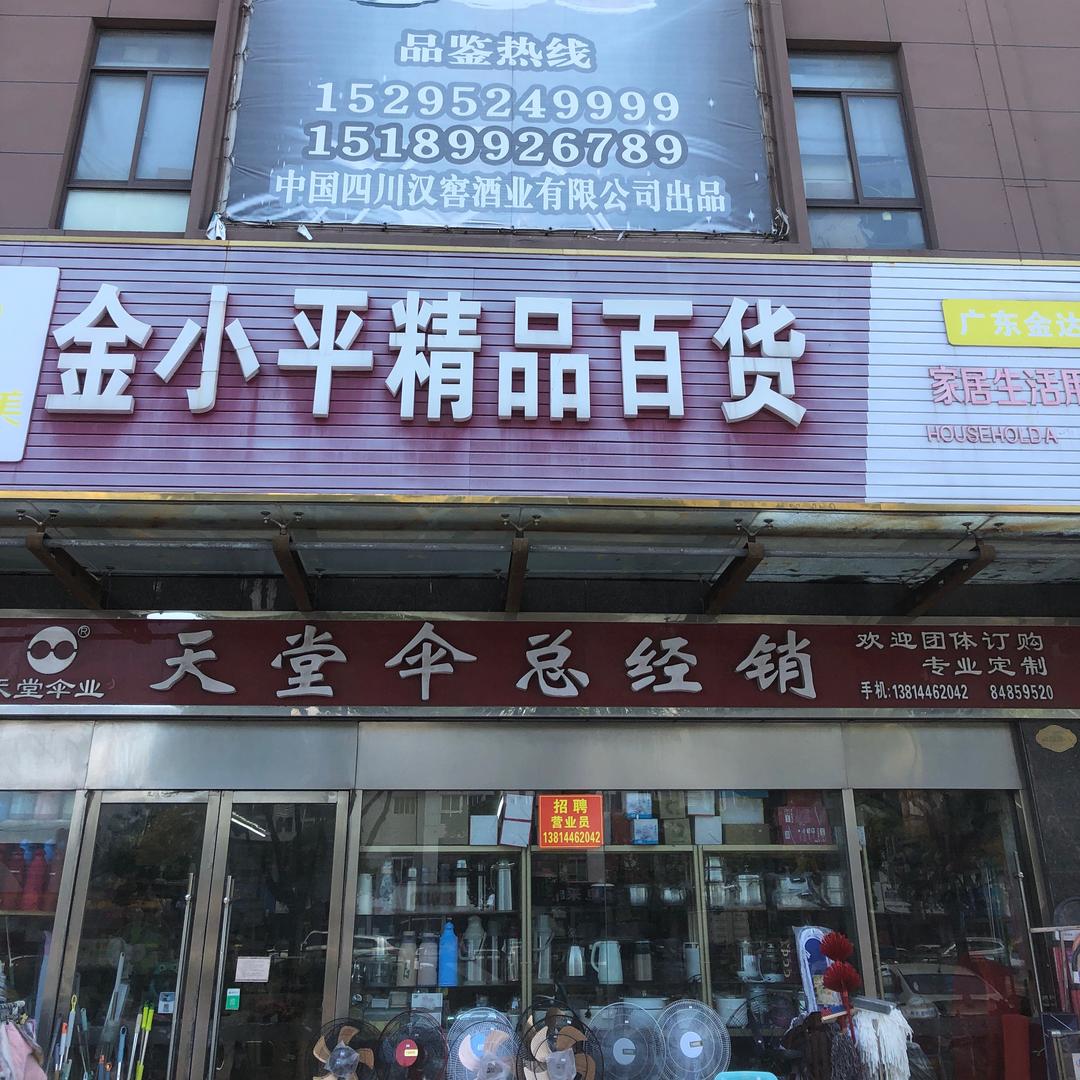 品鉴热线
15295249999
15189926789
中国四川汉窖酒业有限公司出品
金小平精品百货
美
广东金达
家居生活用
HOUSEHOLD A
®
天堂伞业
天堂伞总经销
欢迎团体订购
专业定制
手机:13814462042 84859520
招聘
营业员
13814462042